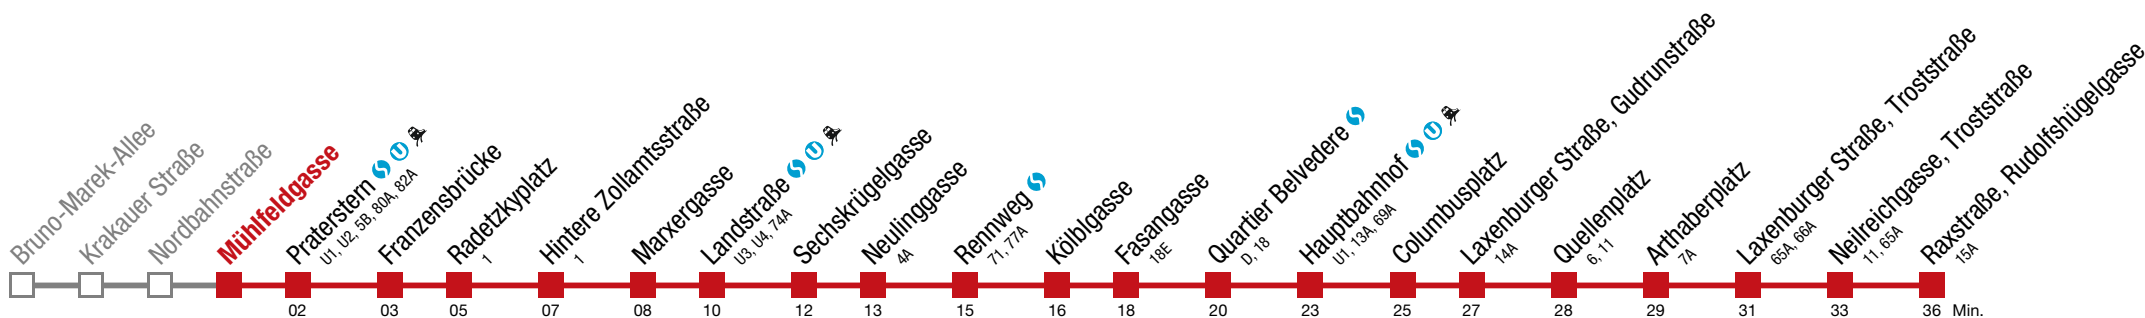 Bruno-Marek-Allee
Krakauer Straße
Nordbahnstraße
Mühlfeldgasse
Praterstern
U1, U2, 5B, 80A, 82A
Franzensbrücke
Radetzkyplatz
1
Hintere Zollamtsstraße
1
Marxergasse
Landstraße
U3, U4, 74A
Sechskrügelgasse
Neulinggasse
4A
Rennweg
71, 77A
Kölblgasse
Fasangasse
18E
Quartier Belvedere
D, 18
Hauptbahnhof
U1, 13A, 69A
Columbusplatz
Laxenburger Straße, Gudrunstraße
14A
Quellenplatz
6, 11
Arthaberplatz
7A
Laxenburger Straße, Troststraße
65A, 66A
Neilreichgasse, Troststraße
11, 65A
Raxstraße, Rudolfshügelgasse
15A
02 03 05 07 08 10 12 13 15 16 18 20 23 25 27 28 29 31 33 36 Min.